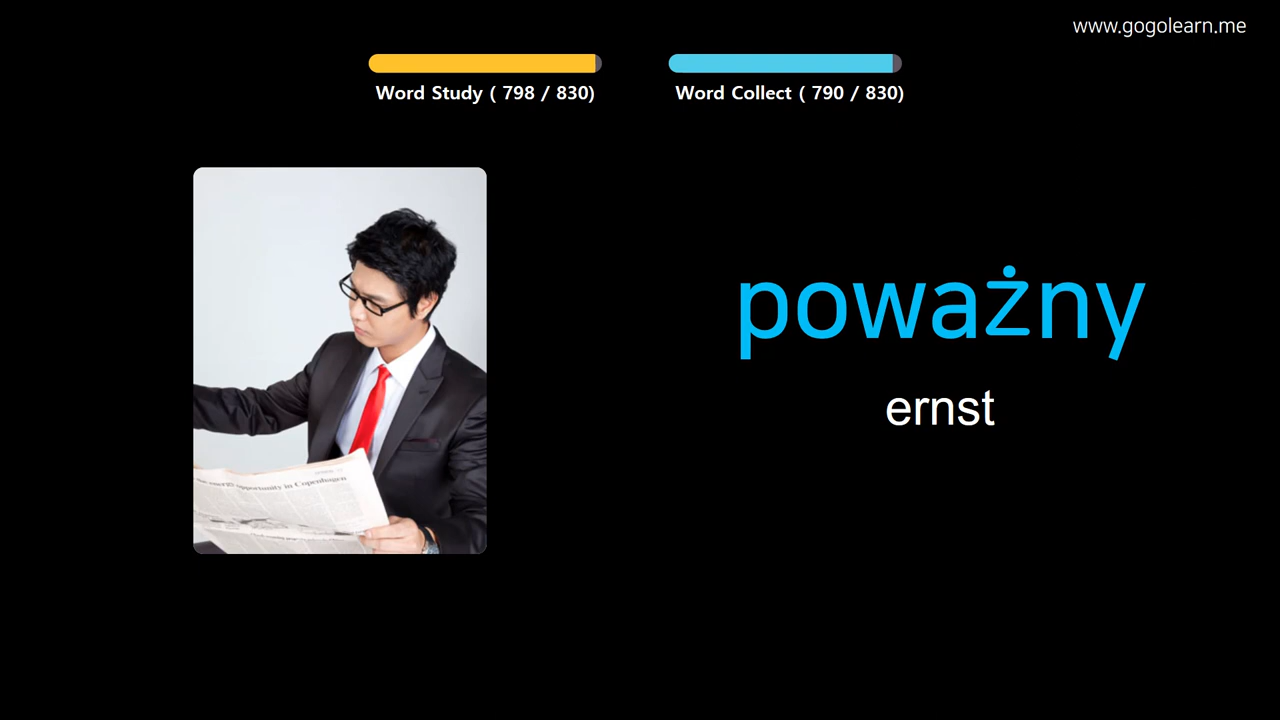 www.gogolearn.me
Word Study ( 798 / 830)
Word Collect ( 790 / 830)
poważny
ernst
opportunity in Copenhagen